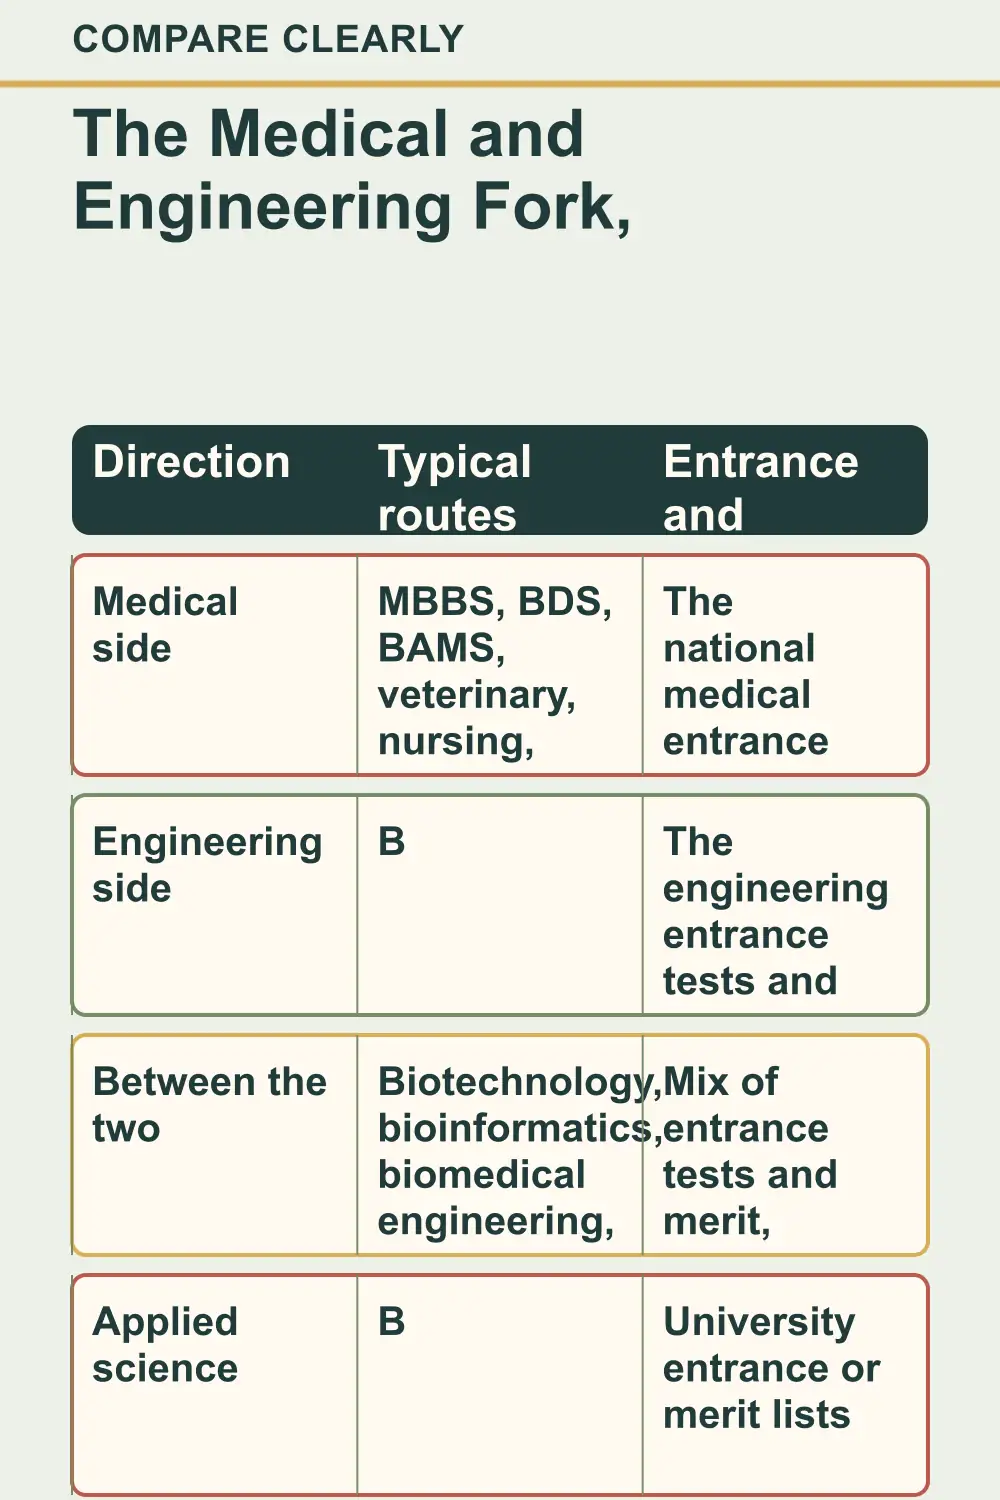 COMPARE CLEARLY
The Medical and
Engineering Fork,
Direction
Typical
routes
Entrance
and
Medical
side
MBBS, BDS,
BAMS,
veterinary,
nursing,
The
national
medical
entrance
Engineering
side
B
The
engineering
entrance
tests and
Between the
two
Biotechnology,
bioinformatics,
biomedical
engineering,
Mix of
entrance
tests and
merit,
Applied
science
B
University
entrance or
merit lists